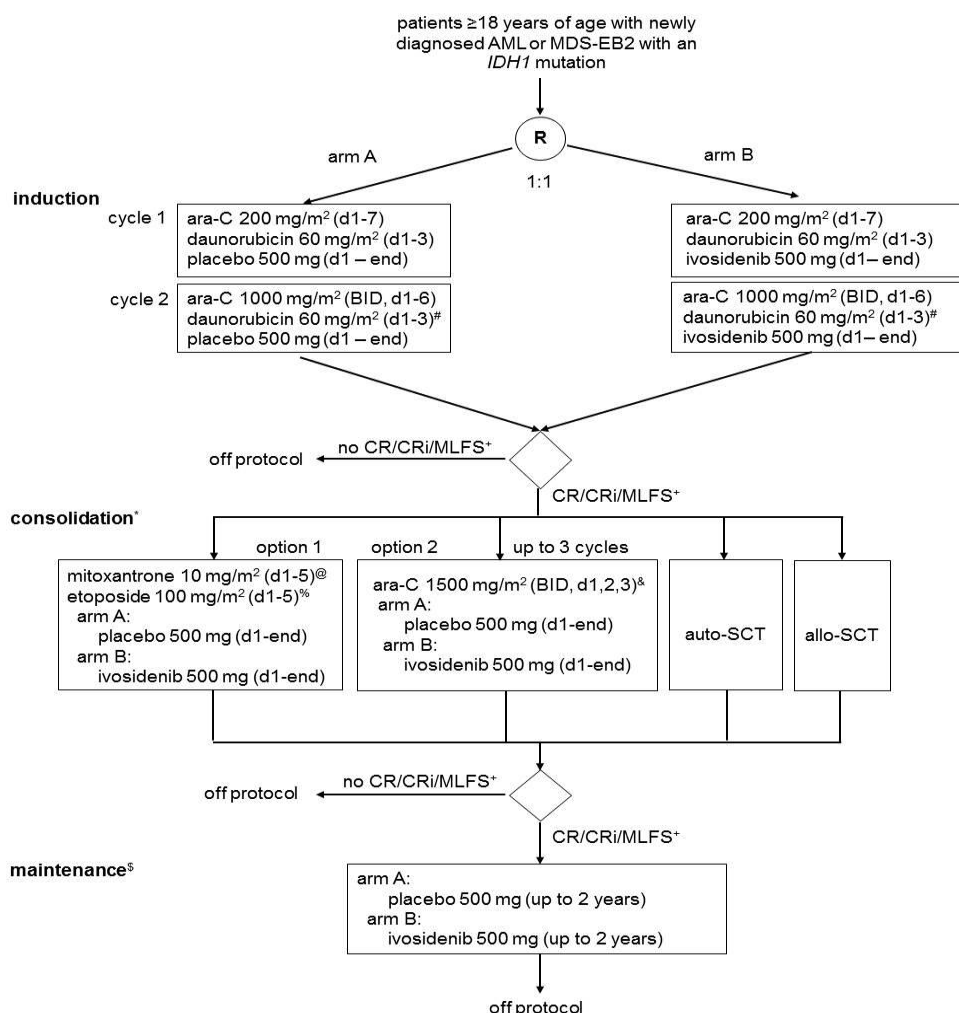 patients ≥18 years of age with newly
diagnosed AML or MDS-EB2 with an
IDH1 mutation
R
arm A
arm B
1:1
induction
cycle 1
ara-C 200 mg/m² (d1-7)
daunorubicin 60 mg/m² (d1-3)
placebo 500 mg (d1 – end)
ara-C 200 mg/m² (d1-7)
daunorubicin 60 mg/m² (d1-3)
ivosidenib 500 mg (d1– end)
cycle 2
ara-C 1000 mg/m² (BID, d1-6)
daunorubicin 60 mg/m² (d1-3)#
placebo 500 mg (d1 – end)
ara-C 1000 mg/m² (BID, d1-6)
daunorubicin 60 mg/m² (d1-3)#
ivosidenib 500 mg (d1– end)
off protocol
no CR/CRi/MLFS⁺
CR/CRi/MLFS⁺
consolidation*
option 1
mitoxantrone 10 mg/m² (d1-5)@
etoposide 100 mg/m² (d1-5)%
arm A:
placebo 500 mg (d1-end)
arm B:
ivosidenib 500 mg (d1-end)
option 2
up to 3 cycles
ara-C 1500 mg/m² (BID, d1,2,3)&
arm A:
placebo 500 mg (d1-end)
arm B:
ivosidenib 500 mg (d1-end)
auto-SCT
allo-SCT
off protocol
no CR/CRi/MLFS⁺
CR/CRi/MLFS⁺
maintenance$
arm A:
placebo 500 mg (up to 2 years)
arm B:
ivosidenib 500 mg (up to 2 years)
off protocol